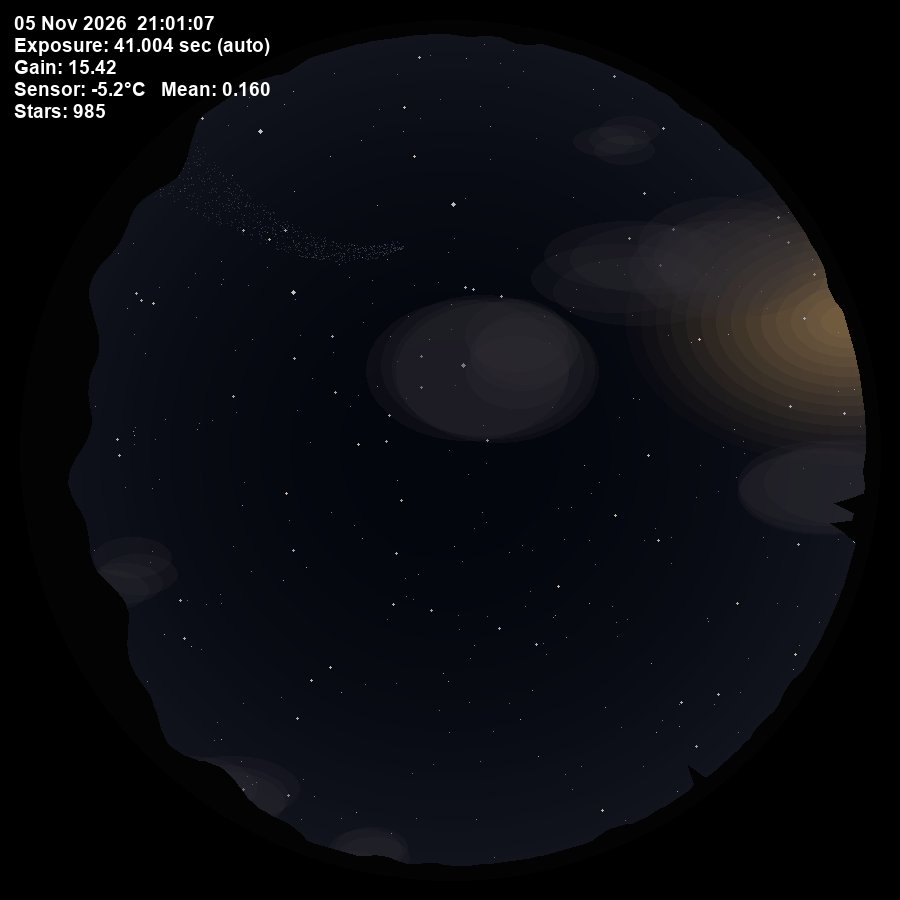 05 Nov 2026  21:01:07
Exposure: 41.004 sec (auto)
Gain: 15.42
Sensor: -5.2°C   Mean: 0.160
Stars: 985